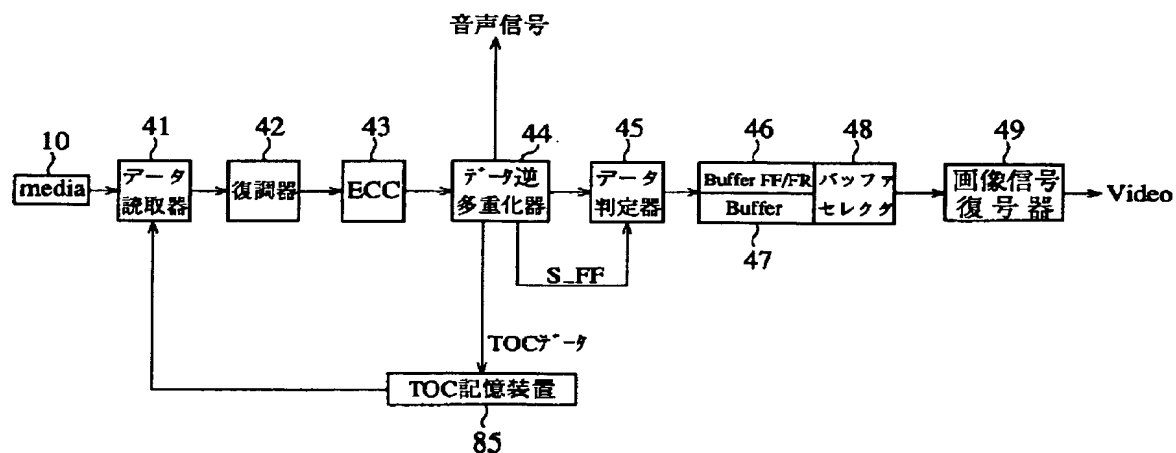 音声信号
10
media
41
データ
読取器
42
復調器
43
ECC
44
データ逆
多重化器
45
データ
判定器
46
Buffer FF/FR
Buffer
47
48
バッファ
セレクタ
49
画像信号
復号器
Video
S_FF
TOCデータ
TOC記憶装置
85